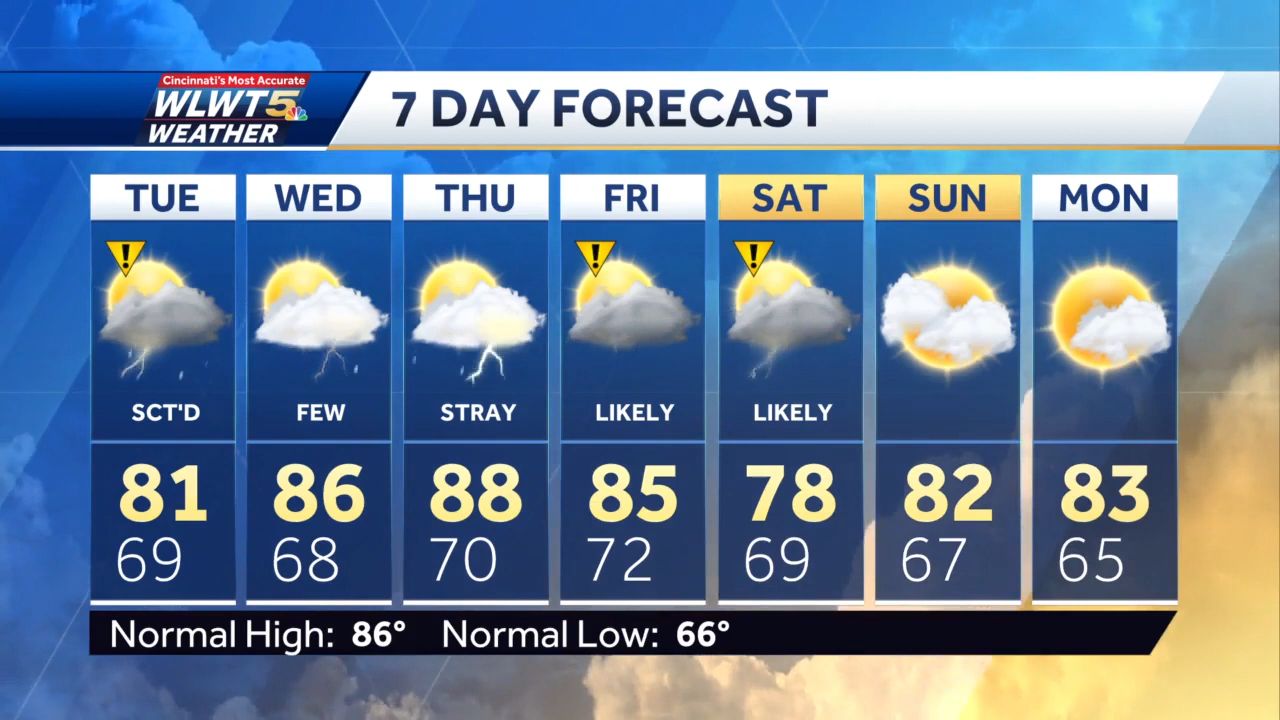 Cincinnati's Most Accurate
WLWT5
WEATHER
7 DAY FORECAST
TUE WED THU FRI SAT SUN MON
! ! !
SCT'D FEW STRAY LIKELY LIKELY
81 86 88 85 78 82 83
69 68 70 72 69 67 65
Normal High: 86° Normal Low: 66°